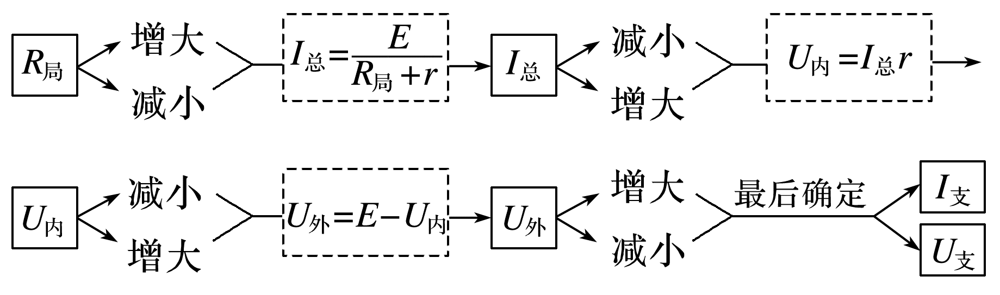 R局 增大 减小 I总=E/(R局+r) I总 减小 增大 U内=I总r
U内 减小 增大 U外=E-U内 U外 增大 减小 最后确定 I支 U支